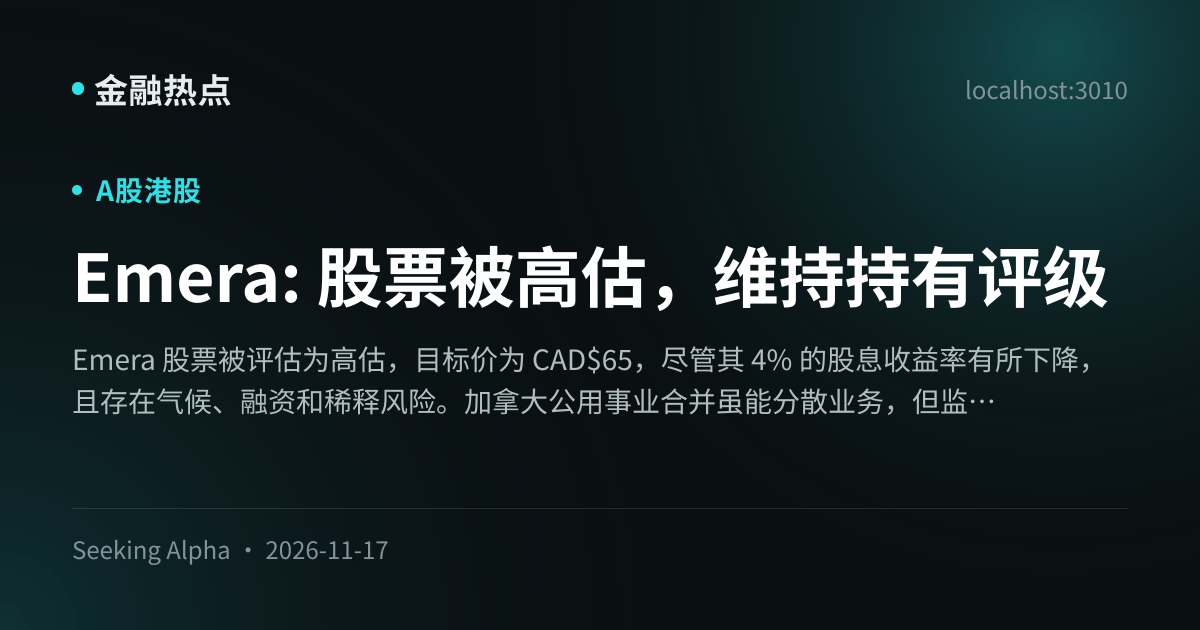 金融热点
localhost:3010
A股港股
Emera: 股票被高估，维持持有评级
Emera 股票被评估为高估，目标价为 CAD$65，尽管其 4% 的股息收益率有所下降，
且存在气候、融资和稀释风险。加拿大公用事业合并虽能分散业务，但监…
Seeking Alpha · 2026-11-17